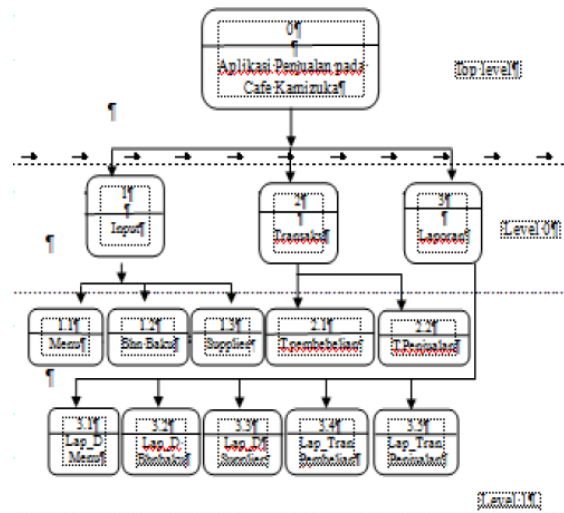 0¶
¶
Aplikasi·Penjualan·pada·
Cafe·Kamizuka¶
Top·level¶
¶
1¶
¶
Input¶
2¶
¶
Transaksi¶
3¶
¶
Laporan¶
Level·0¶
¶
1.1¶
Menu¶
1.2¶
Bhn·Baku¶
1.3¶
Supplier¶
2.1¶
T.pembebelian¶
2.2¶
T.Penjualan¶
¶
3.1¶
Lap_D
Menu¶
3.2¶
Lap_D.
Bhnbaku¶
3.3¶
Lap_D¶
Supplier¶
3.4¶
Lap_Tran
Pembelian¶
3.5¶
Lap_Tran
Penjualan¶
Level·1¶